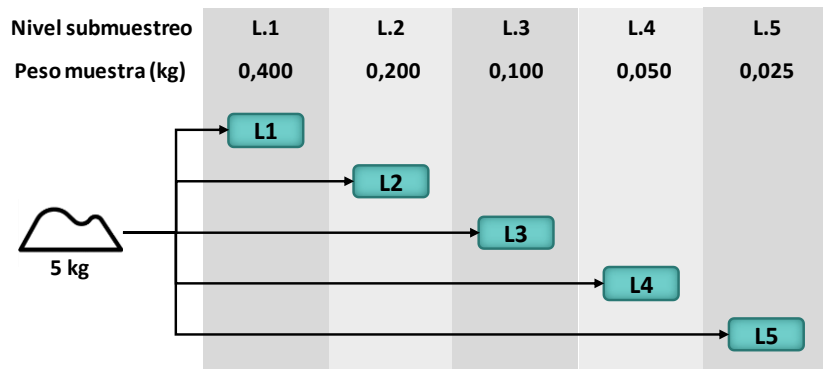 Nivel submuestreo L.1 L.2 L.3 L.4 L.5
Peso muestra (kg) 0,400 0,200 0,100 0,050 0,025
L1
L2
L3
5 kg
L4
L5